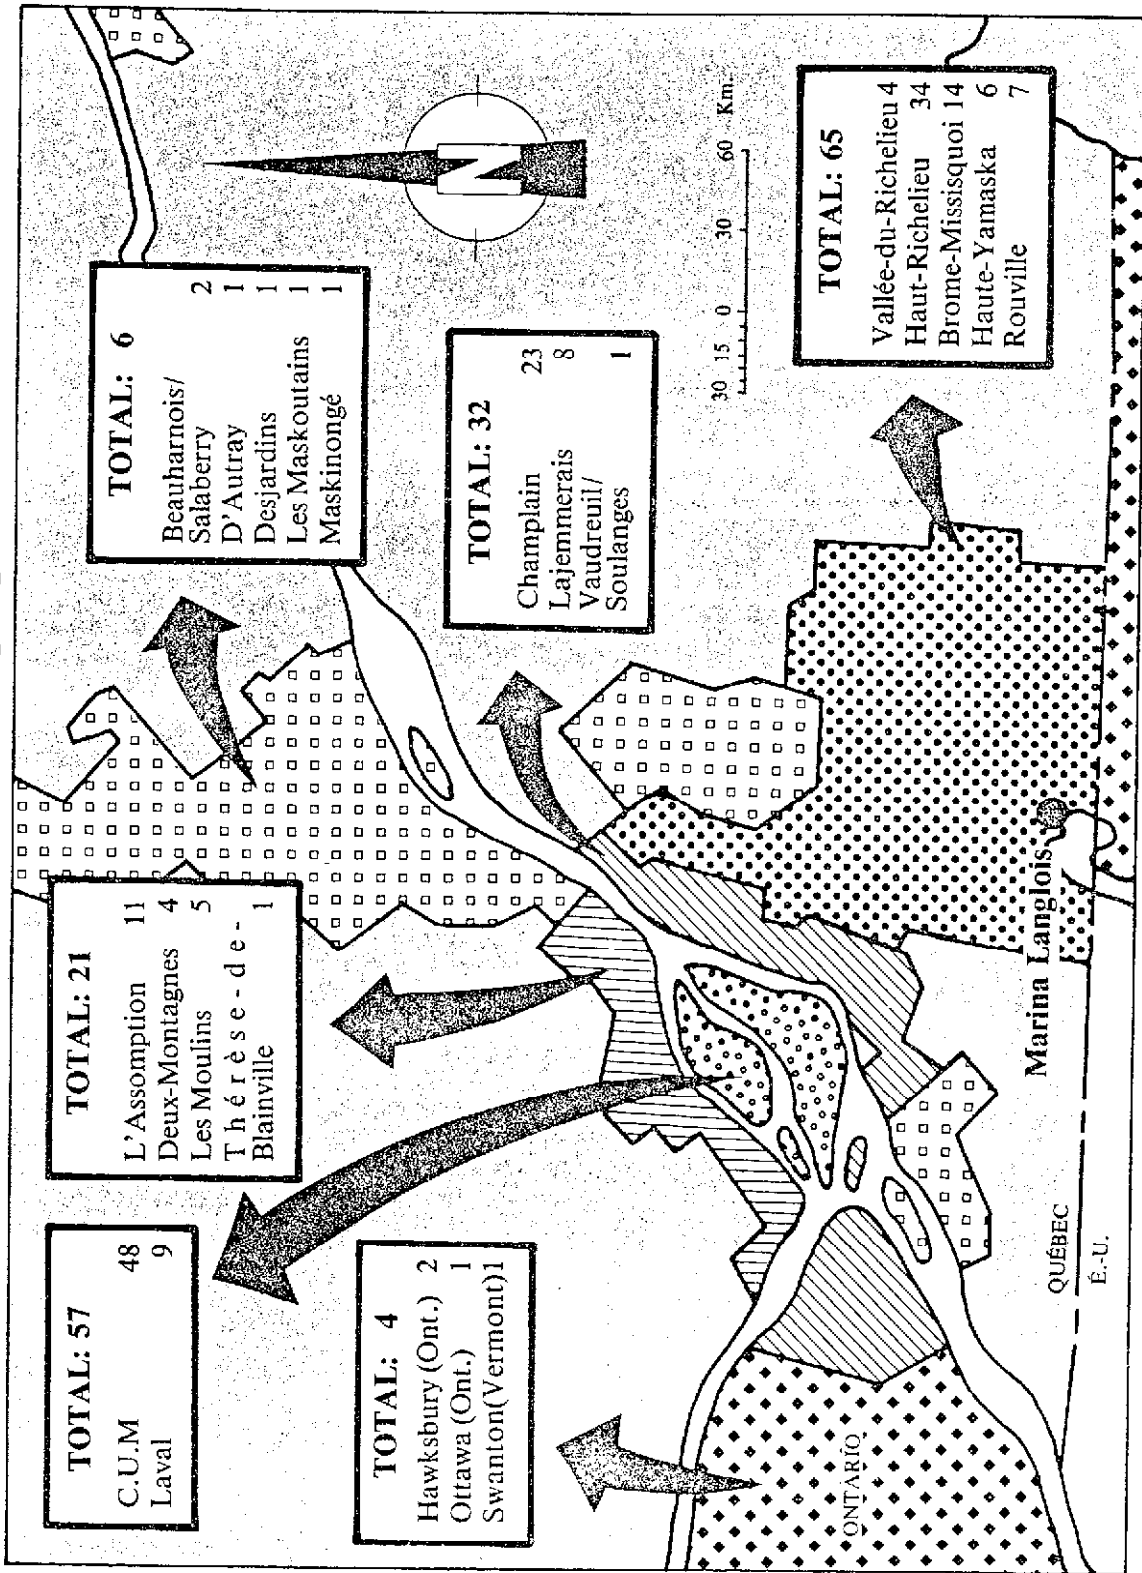 TOTAL: 57
C.U.M 48
Laval 9
TOTAL: 21
L'Assomption 11
Deux-Montagnes 4
Les Moulins 5
Thérèse-de-
Blainville 1
TOTAL: 6
Beauharnois/
Salaberry 2
D'Autray 1
Desjardins 1
Les Maskoutains 1
Maskinongé 1
N
TOTAL: 4
Hawksbury (Ont.) 2
Ottawa (Ont.) 1
Swanton(Vermont)1
TOTAL: 32
Champlain 23
Lajemmerais 8
Vaudreuil/
Soulanges 1
30 15 0 30 60 Km.
TOTAL: 65
Vallée-du-Richelieu 4
Haut-Richelieu 34
Brome-Missisquoi 14
Haute-Yamaska 6
Rouville 7
ONTARIO
Marina Langlois
QUÉBEC
É.-U.